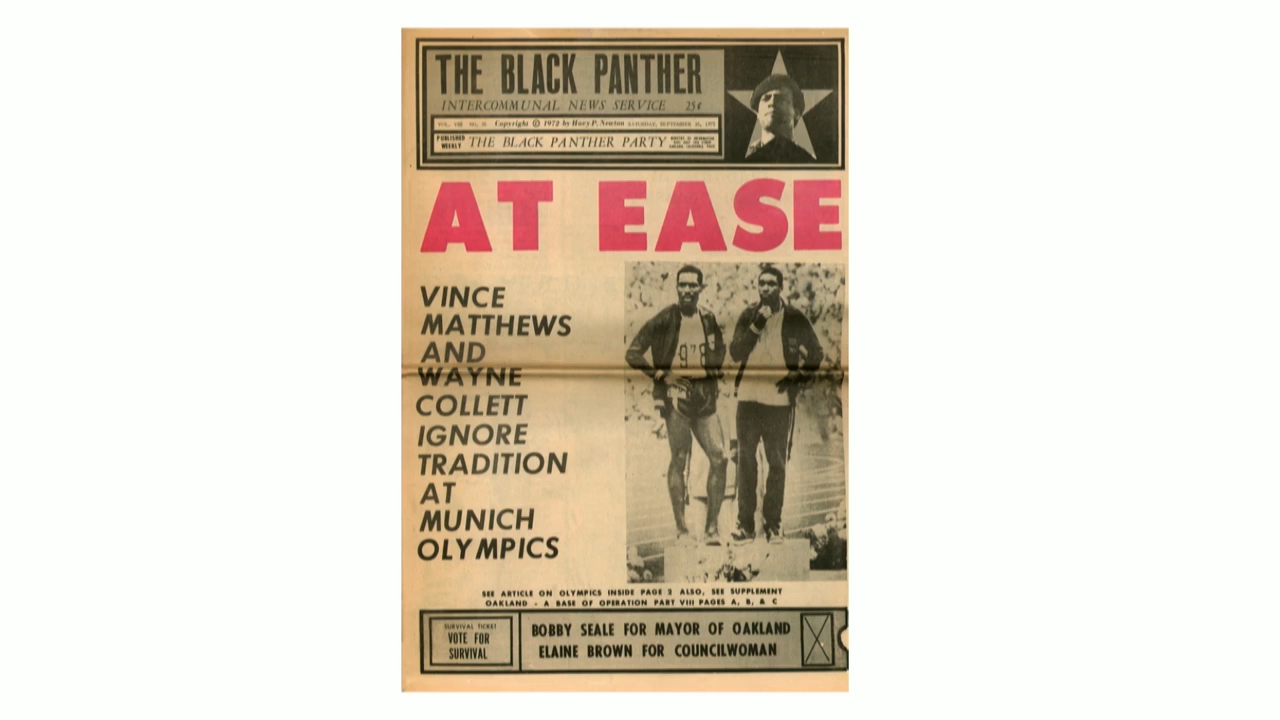 THE BLACK PANTHER
INTERCOMMUNAL NEWS SERVICE 25¢
Copyright © 1972 by Huey P. Newton SATURDAY, SEPTEMBER
PUBLISHED WEEKLY THE BLACK PANTHER PARTY
AT EASE
VINCE
MATTHEWS
AND
WAYNE
COLLETT
IGNORE
TRADITION
AT
MUNICH
OLYMPICS
978
SEE ARTICLE ON OLYMPICS INSIDE PAGE 2 ALSO, SEE SUPPLEMENT
OAKLAND - A BASE OF OPERATION PART VIII PAGES A, B, & C
SURVIVAL TICKET
VOTE FOR
SURVIVAL
BOBBY SEALE FOR MAYOR OF OAKLAND
ELAINE BROWN FOR COUNCILWOMAN